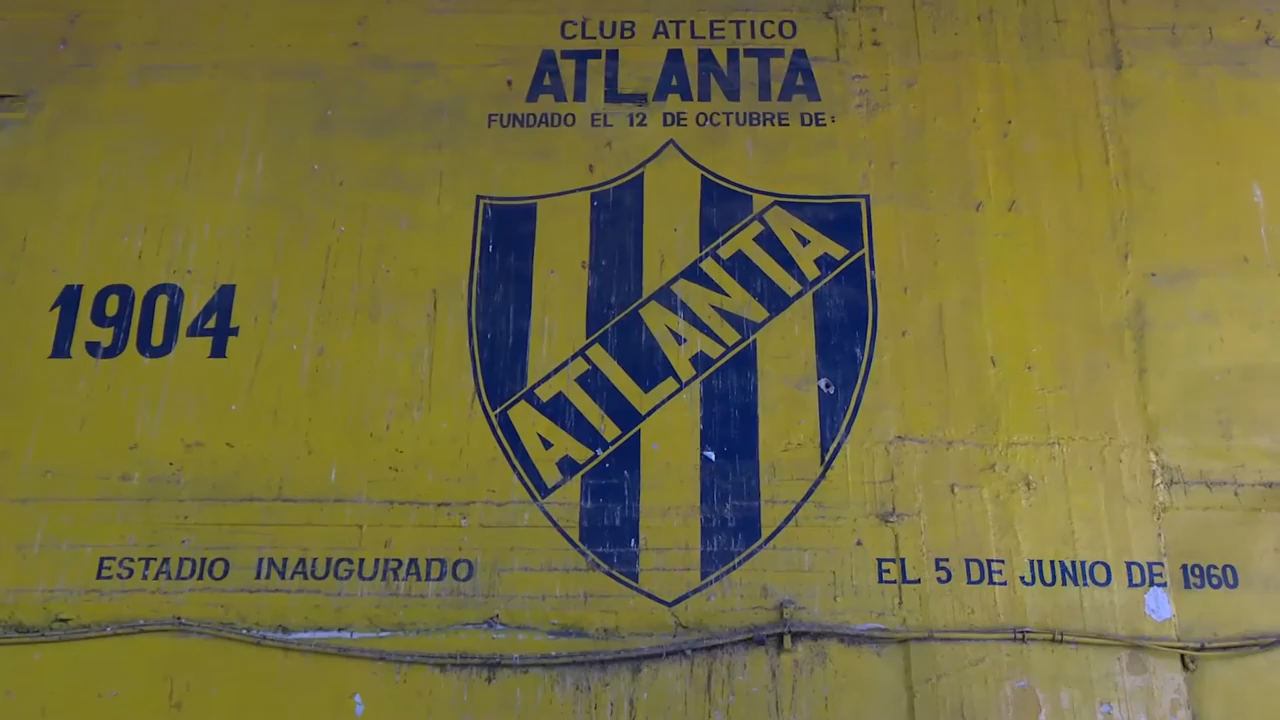 CLUB ATLETICO
ATLANTA
FUNDADO EL 12 DE OCTUBRE DE:
1904
ATLANTA
ESTADIO INAUGURADO
EL 5 DE JUNIO DE 1960